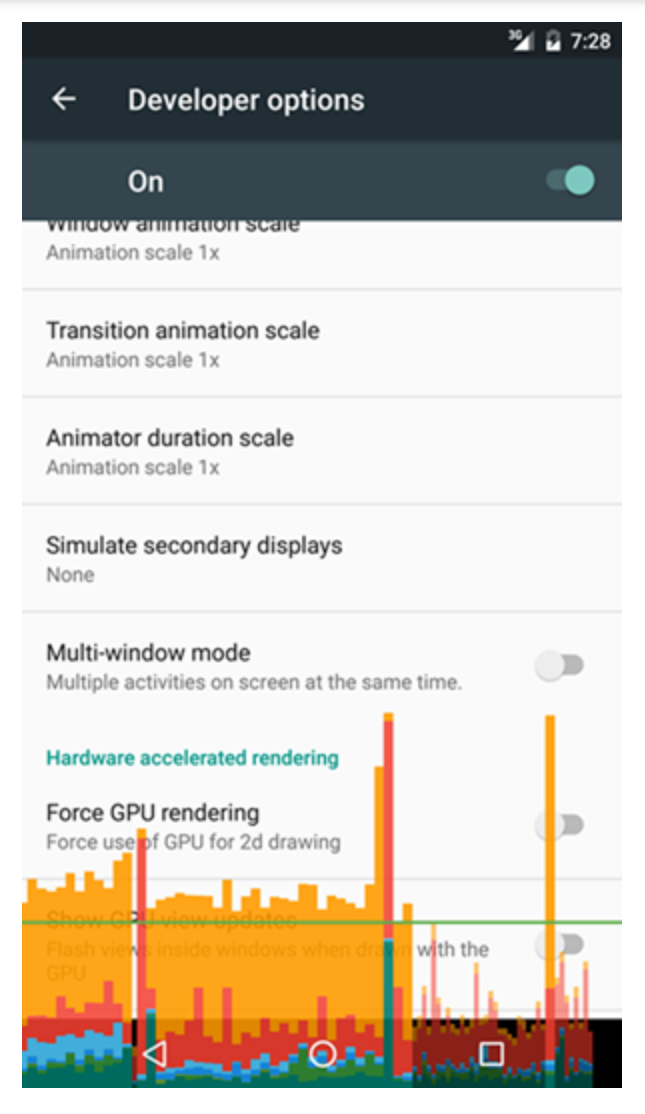 3G 7:28
Developer options
On
Window animation scale
Animation scale 1x
Transition animation scale
Animation scale 1x
Animator duration scale
Animation scale 1x
Simulate secondary displays
None
Multi-window mode
Multiple activities on screen at the same time.
Hardware accelerated rendering
Force GPU rendering
Force use of GPU for 2d drawing
Show GPU view updates
Flash views inside windows when drawn with the
GPU